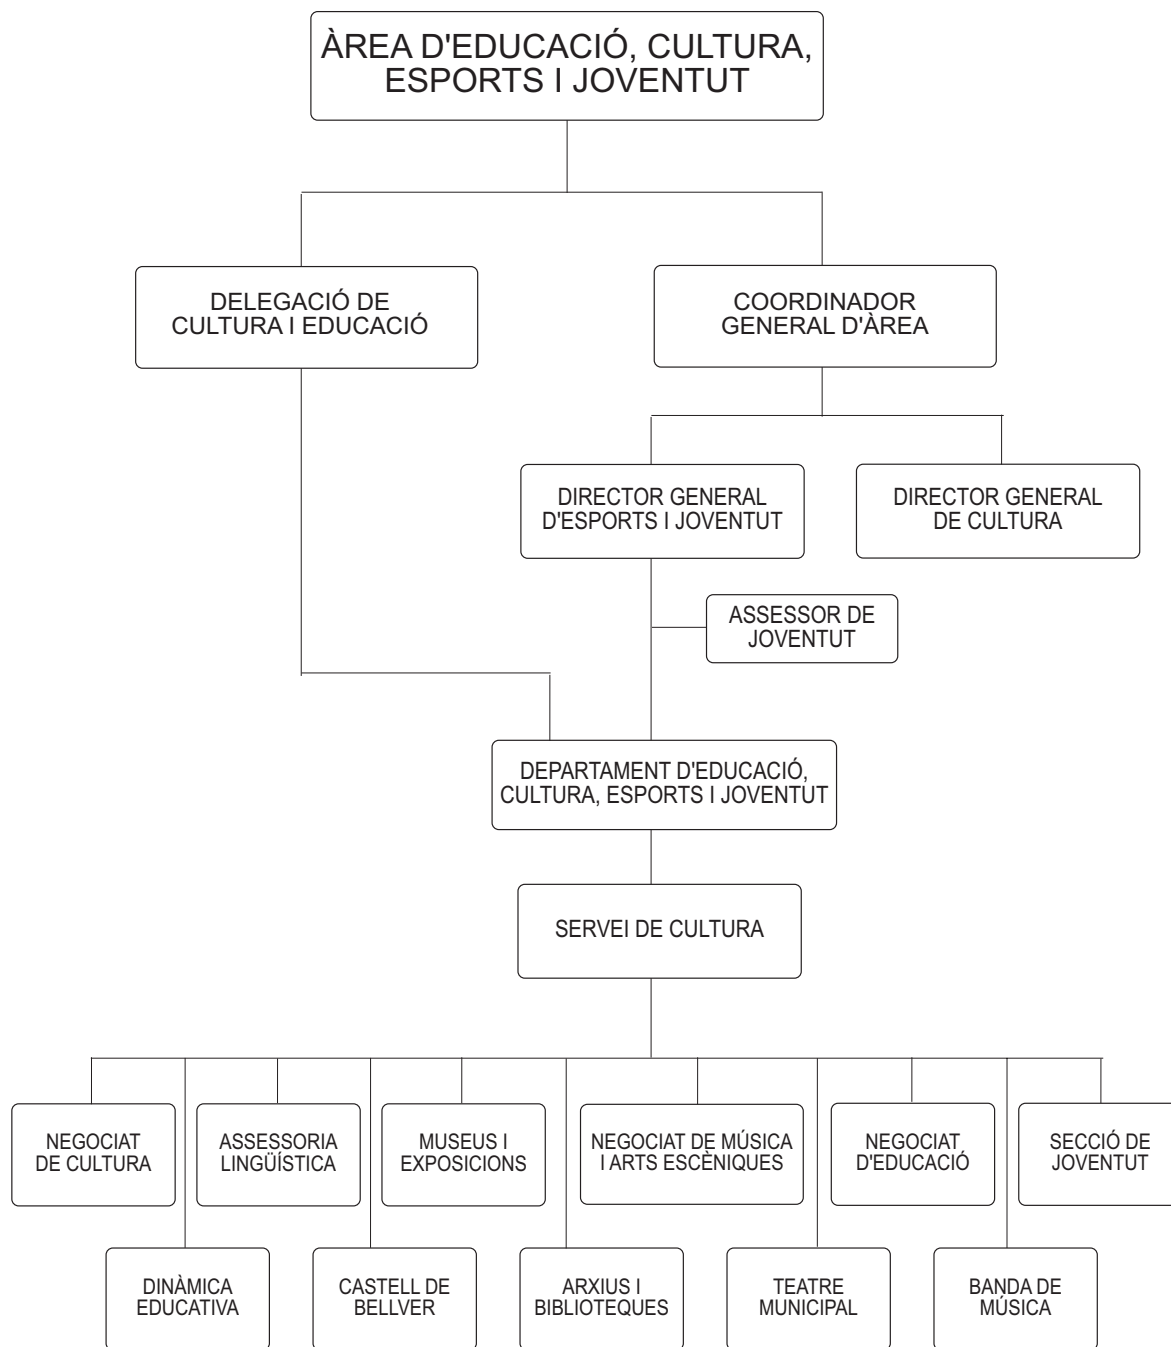 ÀREA D'EDUCACIÓ, CULTURA,
ESPORTS I JOVENTUT
DELEGACIÓ DE
CULTURA I EDUCACIÓ
COORDINADOR
GENERAL D'ÀREA
DIRECTOR GENERAL
D'ESPORTS I JOVENTUT
DIRECTOR GENERAL
DE CULTURA
ASSESSOR DE
JOVENTUT
DEPARTAMENT D'EDUCACIÓ,
CULTURA, ESPORTS I JOVENTUT
SERVEI DE CULTURA
NEGOCIAT
DE CULTURA
ASSESSORIA
LINGÜÍSTICA
MUSEUS I
EXPOSICIONS
NEGOCIAT DE MÚSICA
I ARTS ESCÈNIQUES
NEGOCIAT
D'EDUCACIÓ
SECCIÓ DE
JOVENTUT
DINÀMICA
EDUCATIVA
CASTELL DE
BELLVER
ARXIUS I
BIBLIOTEQUES
TEATRE
MUNICIPAL
BANDA DE
MÚSICA